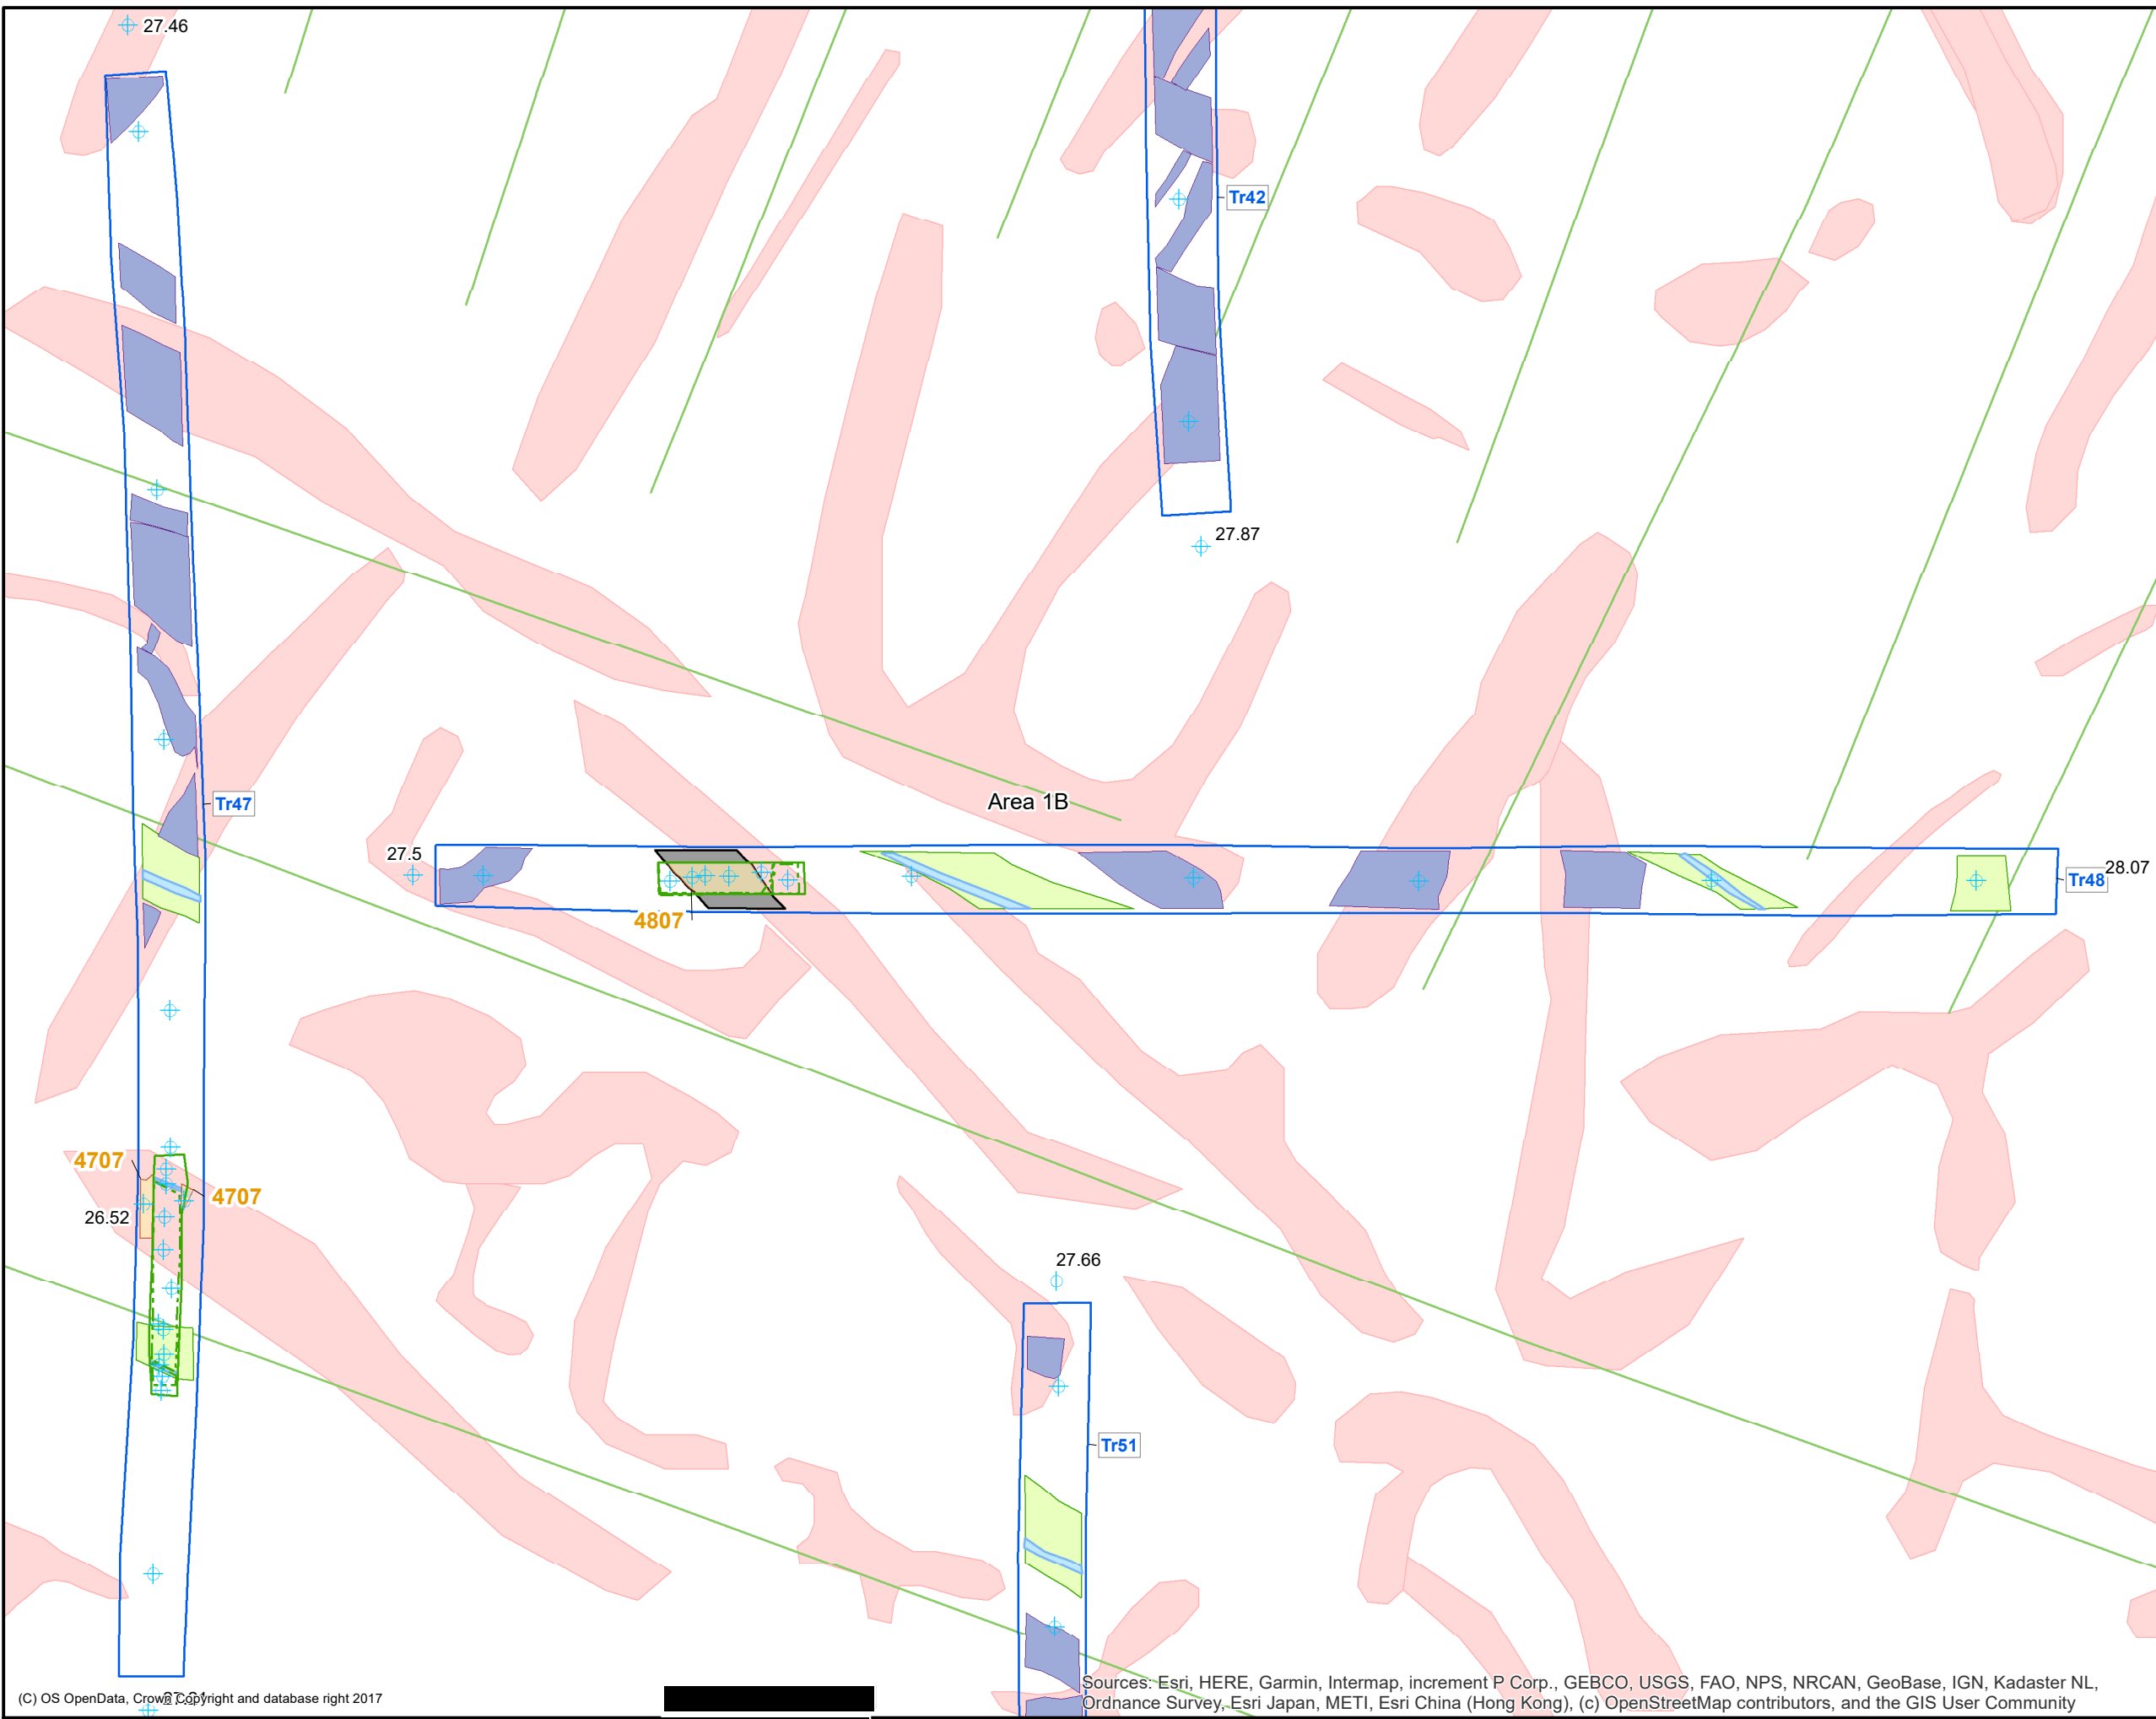 27.46
Tr42
27.87
Tr47
Area 1B
27.5
Tr48
28.07
4807
4707
4707
26.52
27.66
Tr51
(C) OS OpenData, Crown Copyright and database right 2017
Sources: Esri, HERE, Garmin, Intermap, increment P Corp., GEBCO, USGS, FAO, NPS, NRCAN, GeoBase, IGN, Kadaster NL,
Ordnance Survey, Esri Japan, METI, Esri China (Hong Kong), (c) OpenStreetMap contributors, and the GIS User Community